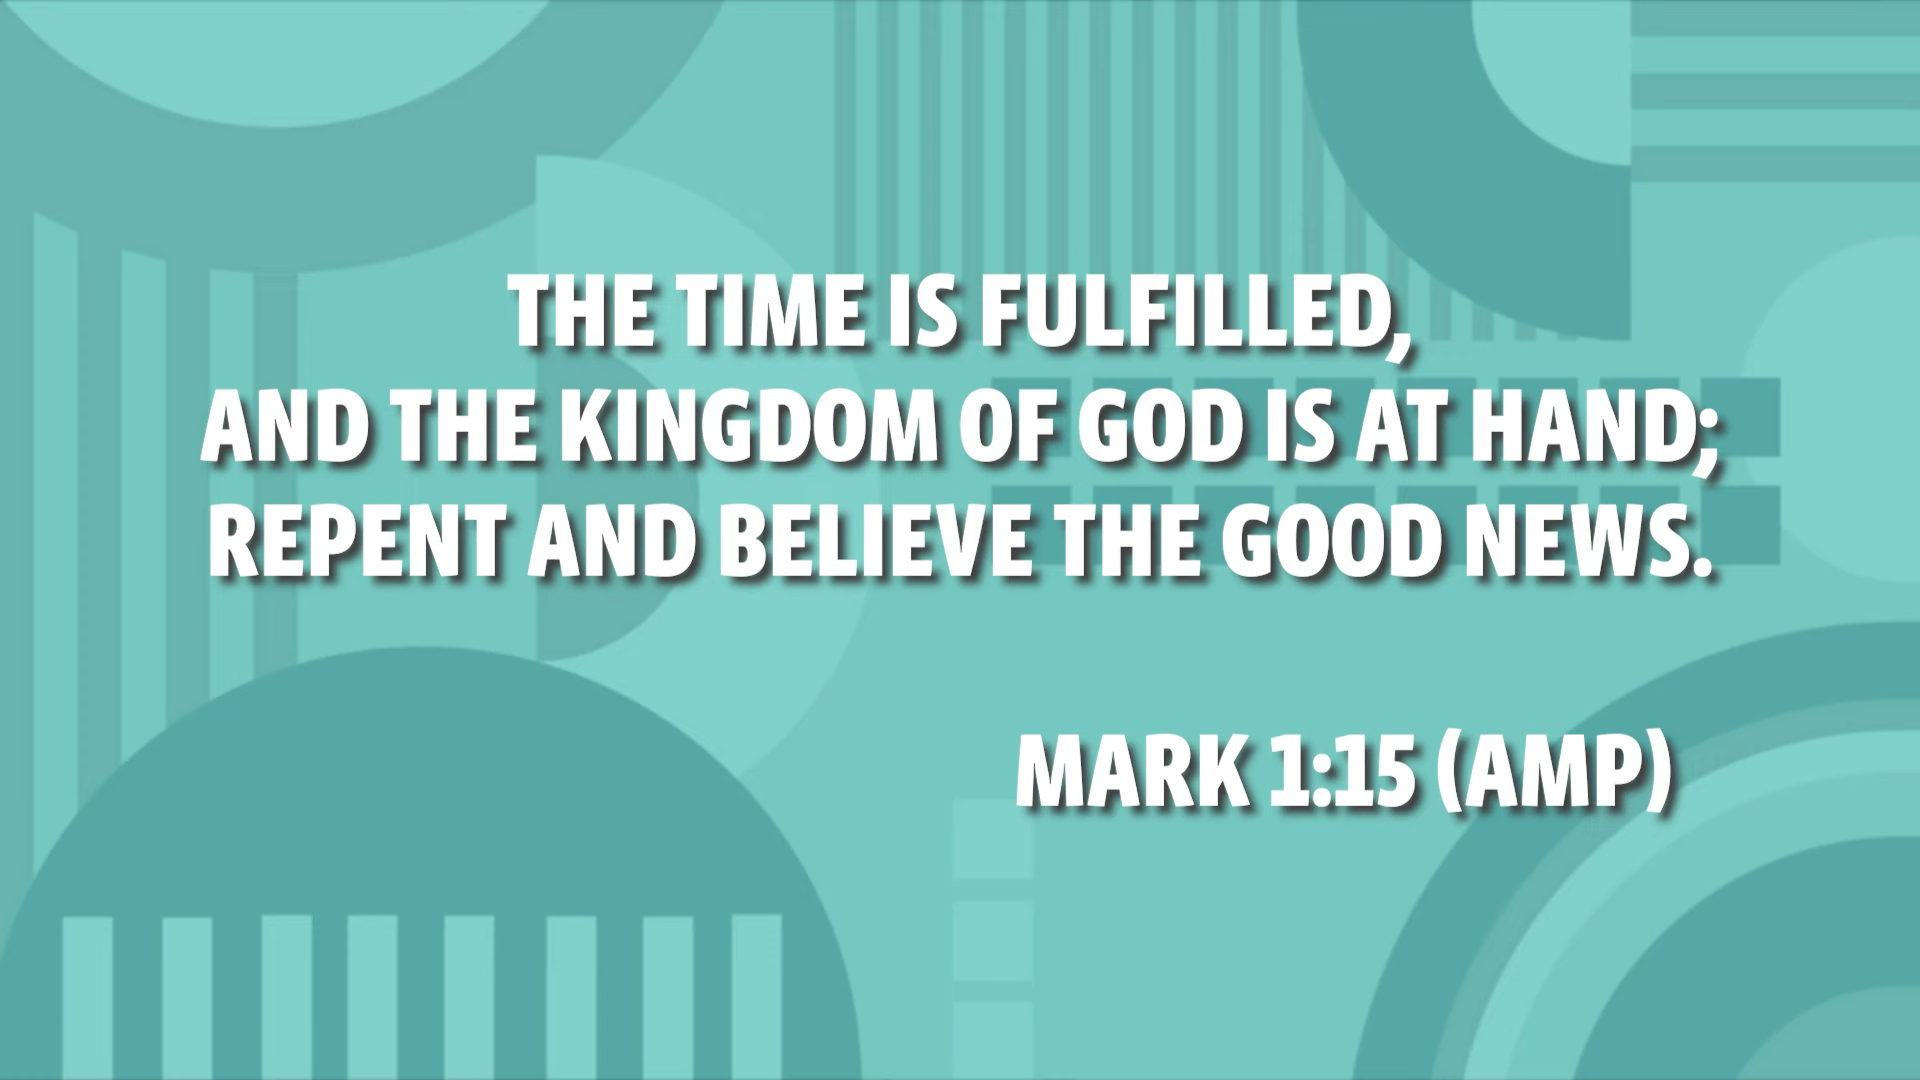 THE TIME IS FULFILLED,
AND THE KINGDOM OF GOD IS AT HAND;
REPENT AND BELIEVE THE GOOD NEWS.
MARK 1:15 (AMP)